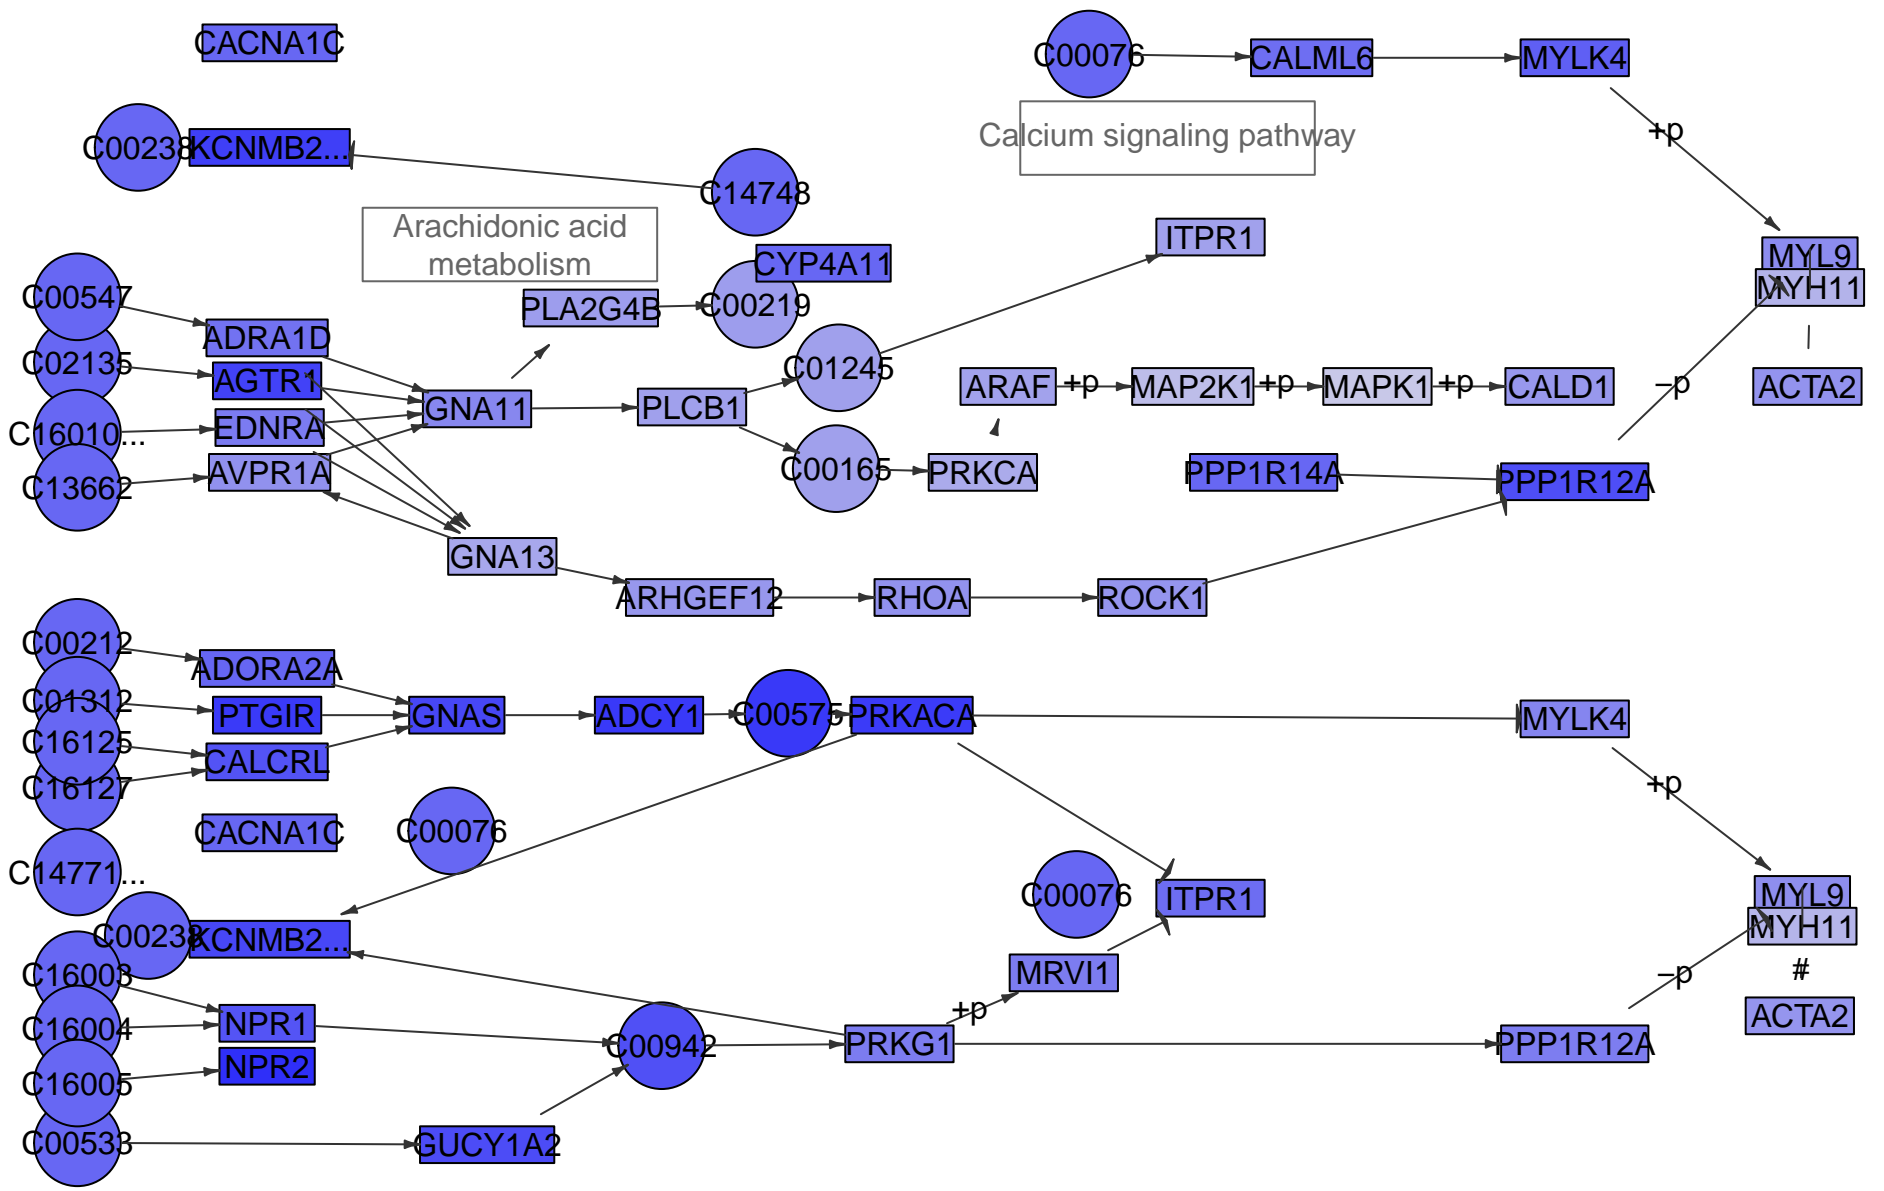 CACNA1C
C00076
CALML6
MYLK4
C00238
KCNMB2...
Calcium signaling pathway
+p
C14748
Arachidonic acid
metabolism
ITPR1
CYP4A11
MYL9
MYH11
C00547
PLA2G4B
C00219
ADRA1D
C02135
AGTR1
C01245
ARAF
+p
MAP2K1
+p
MAPK1
+p
CALD1
−p
ACTA2
GNA11
PLCB1
C16010...
EDNRA
C13662
AVPR1A
C00165
PRKCA
PPP1R14A
PPP1R12A
GNA13
ARHGEF12
RHOA
ROCK1
C00212
ADORA2A
C01312
PTGIR
GNAS
ADCY1
C00575
PRKACA
MYLK4
C16125
CALCRL
C16127
+p
CACNA1C
C00076
C14771...
C00076
ITPR1
MYL9
MYH11
C00238
KCNMB2...
C16003
MRVI1
−p
#
+p
C16004
NPR1
C00942
PRKG1
PPP1R12A
ACTA2
NPR2
C16005
C00533
GUCY1A2